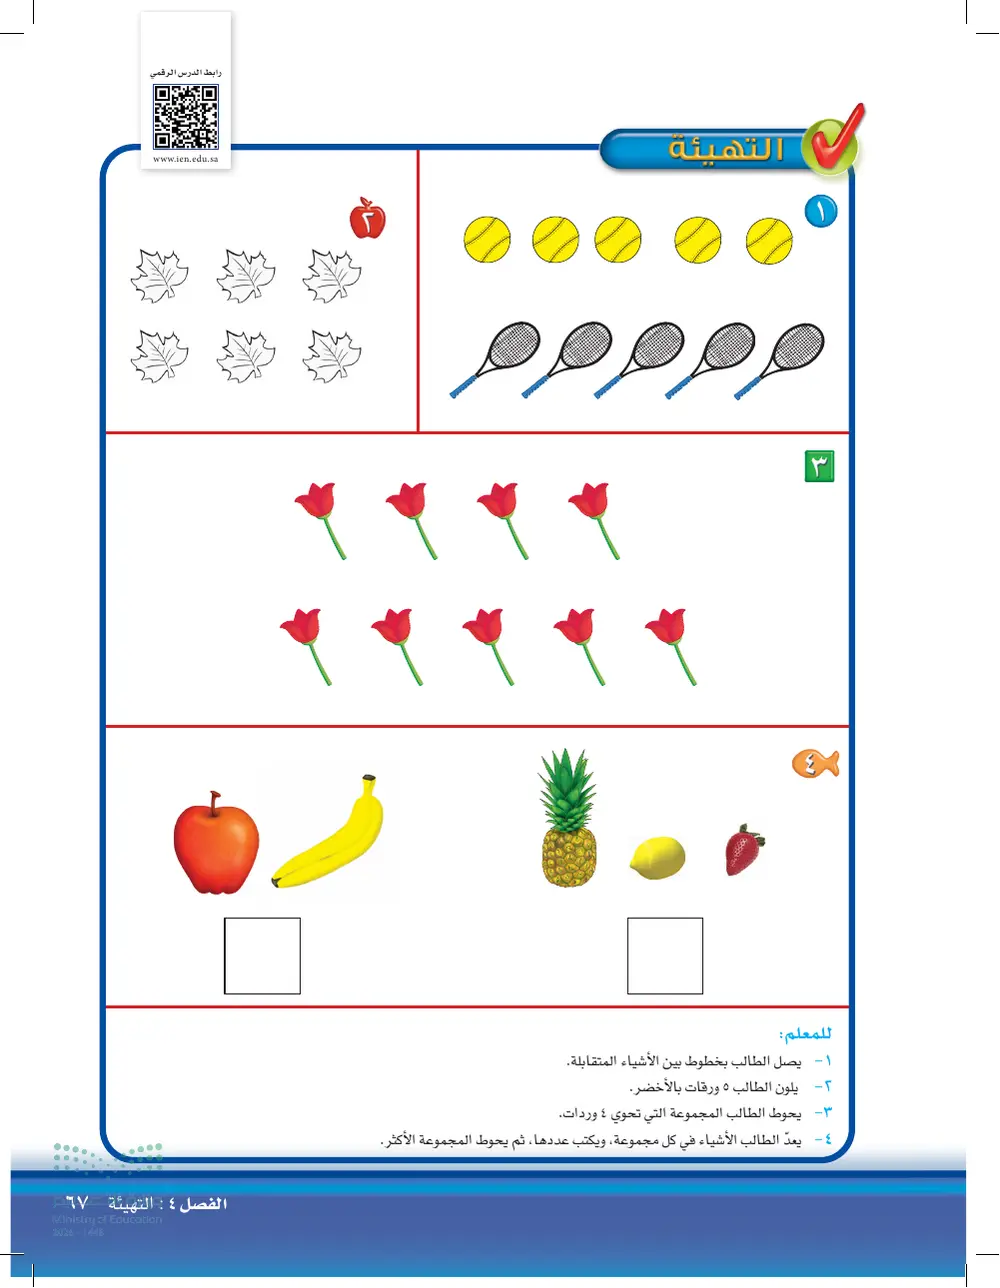 رابط الدرس الرقمي
www.ien.edu.sa
التهيئة
١
٢
٣
٤
للمعلم:
١- يصل الطالب بخطوط بين الأشياء المتقابلة.
٢- يلون الطالب ٥ ورقات بالأخضر.
٣- يحوط الطالب المجموعة التي تحوي ٤ وردات.
٤- يعدّ الطالب الأشياء في كل مجموعة، ويكتب عددها، ثم يحوط المجموعة الأكثر.
الفصل ٤ : التهيئة ٦٧
Ministry of Education
2026 - 1448